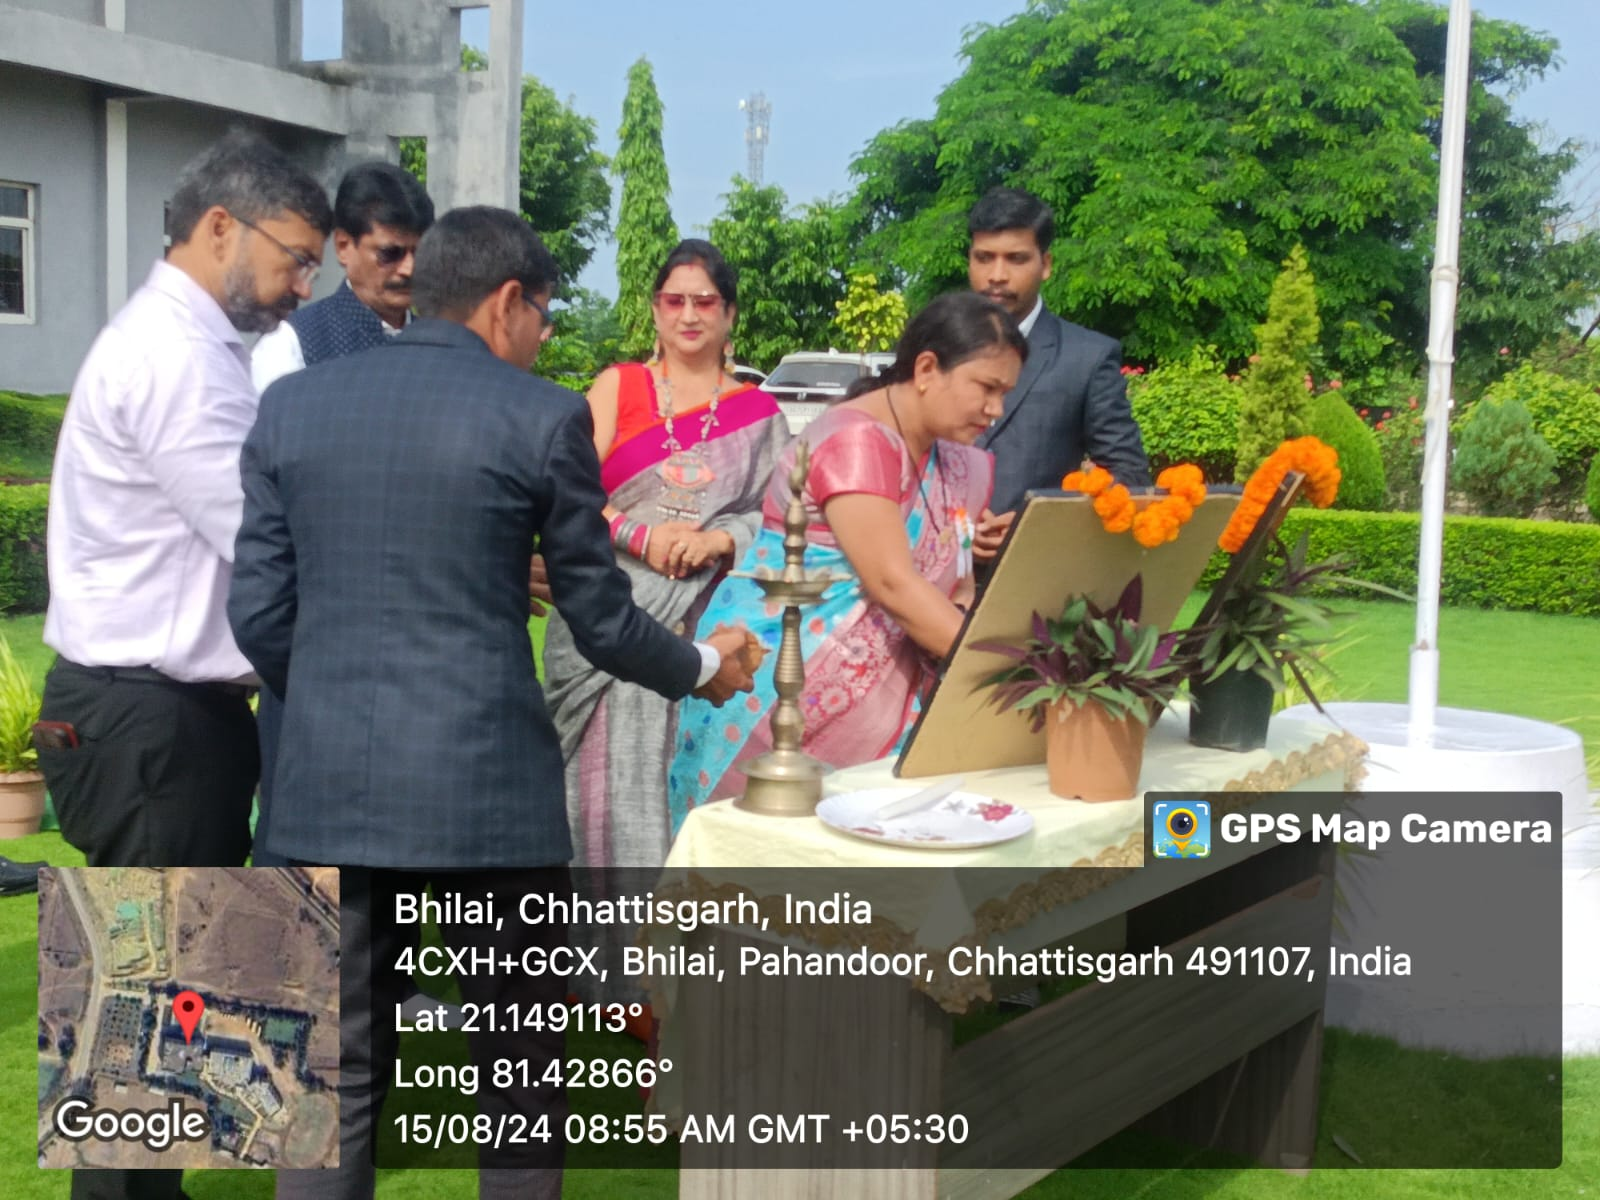 GPS Map Camera
Bhilai, Chhattisgarh, India
4CXH+GCX, Bhilai, Pahandoor, Chhattisgarh 491107, India
Lat 21.149113°
Long 81.42866°
15/08/24 08:55 AM GMT +05:30
Google